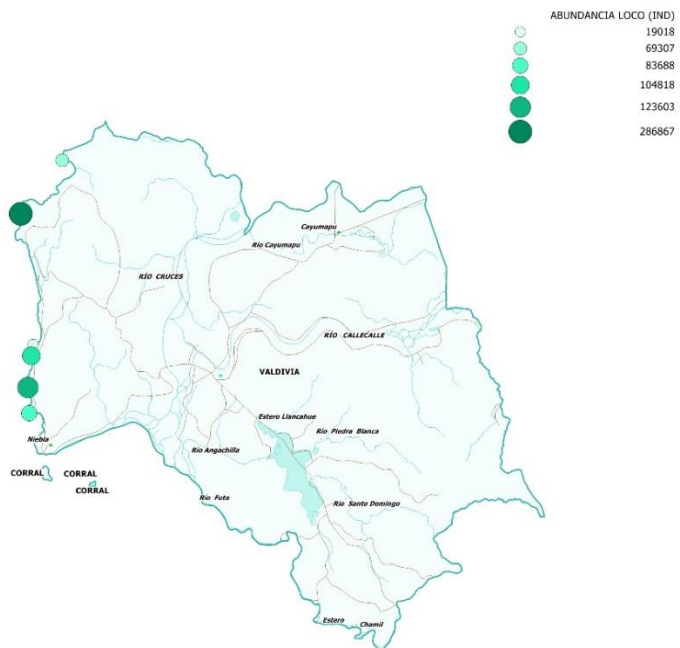 ABUNDANCIA LOCO (IND)
19018
69307
83688
104818
123603
286867
Cayumapu
Río Cayumapu
RÍO CRUCES
RÍO CALLECALLE
VALDIVIA
Estero Llancahue
Río Piedra Blanca
Niebla
Río Angachilla
CORRAL
CORRAL
CORRAL
Río Futa
Río Santo Domingo
Estero Chamil